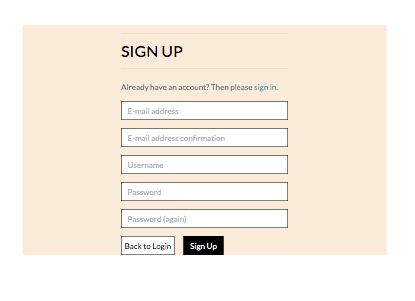 SIGN UP
Already have an account? Then please sign in.
E-mail address
E-mail address confirmation
Username
Password
Password (again)
Back to Login Sign Up